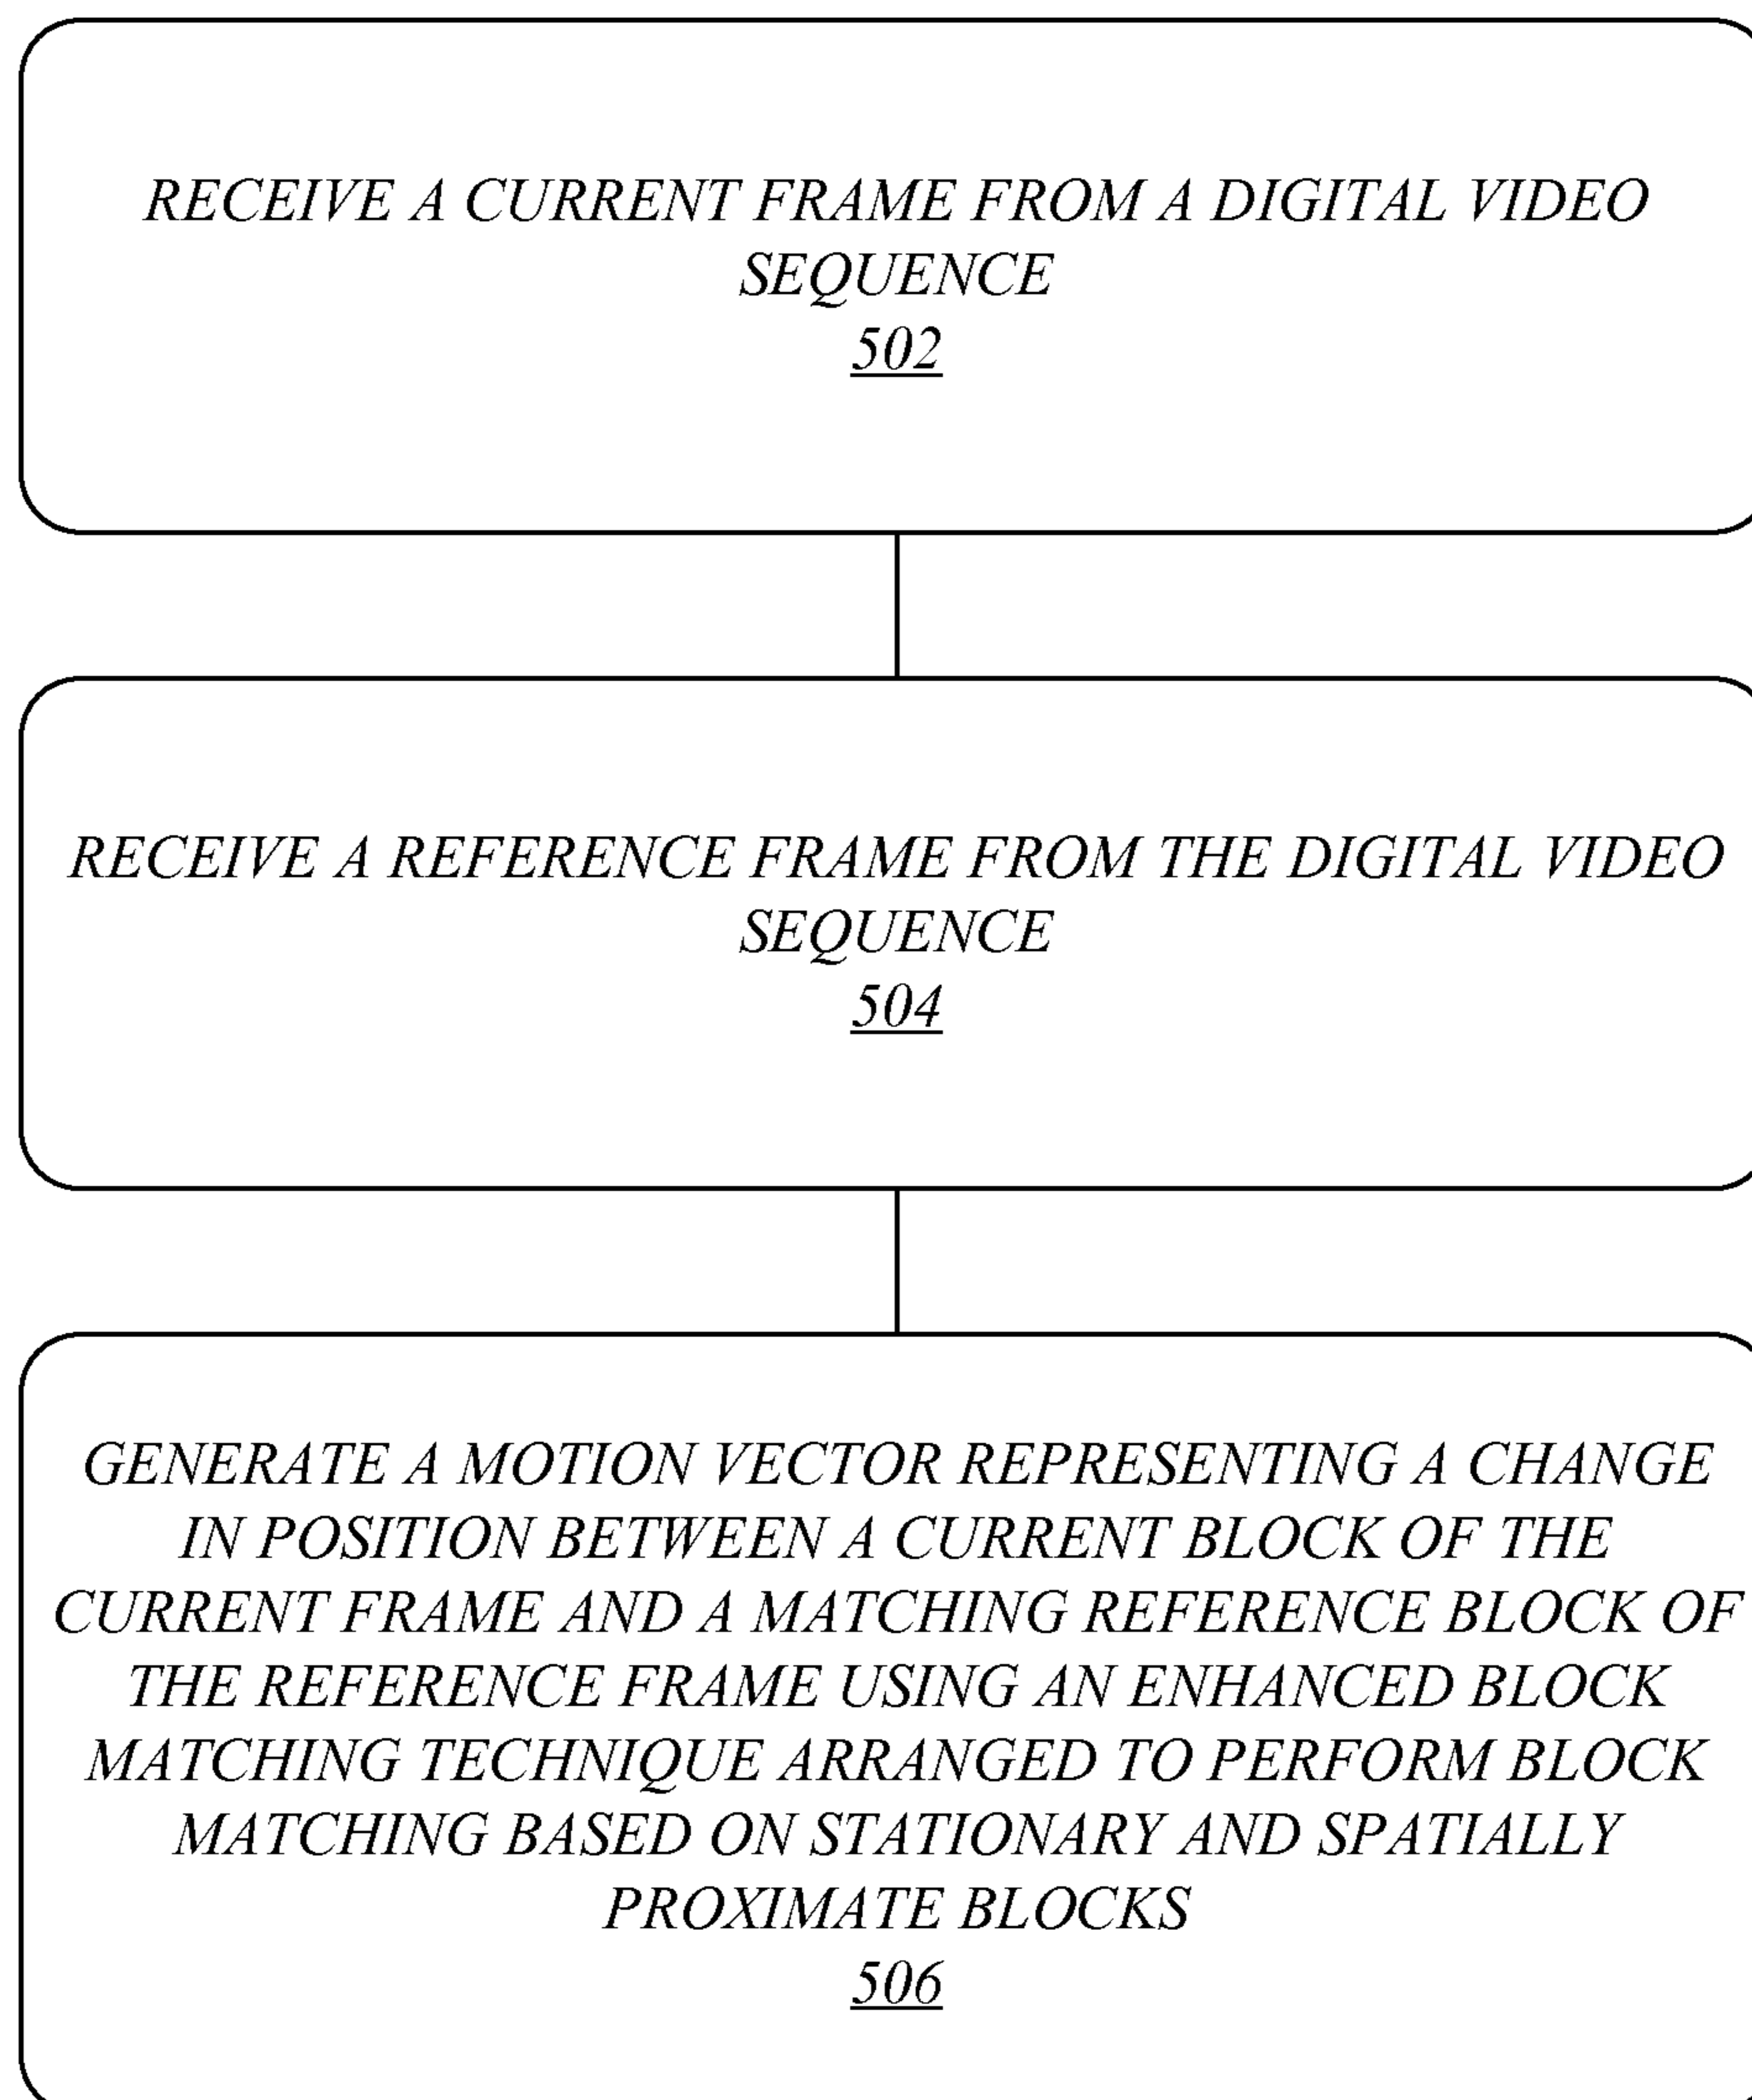 RECEIVE A CURRENT FRAME FROM A DIGITAL VIDEO
SEQUENCE
502
RECEIVE A REFERENCE FRAME FROM THE DIGITAL VIDEO
SEQUENCE
504
GENERATE A MOTION VECTOR REPRESENTING A CHANGE
IN POSITION BETWEEN A CURRENT BLOCK OF THE
CURRENT FRAME AND A MATCHING REFERENCE BLOCK OF
THE REFERENCE FRAME USING AN ENHANCED BLOCK
MATCHING TECHNIQUE ARRANGED TO PERFORM BLOCK
MATCHING BASED ON STATIONARY AND SPATIALLY
PROXIMATE BLOCKS
506